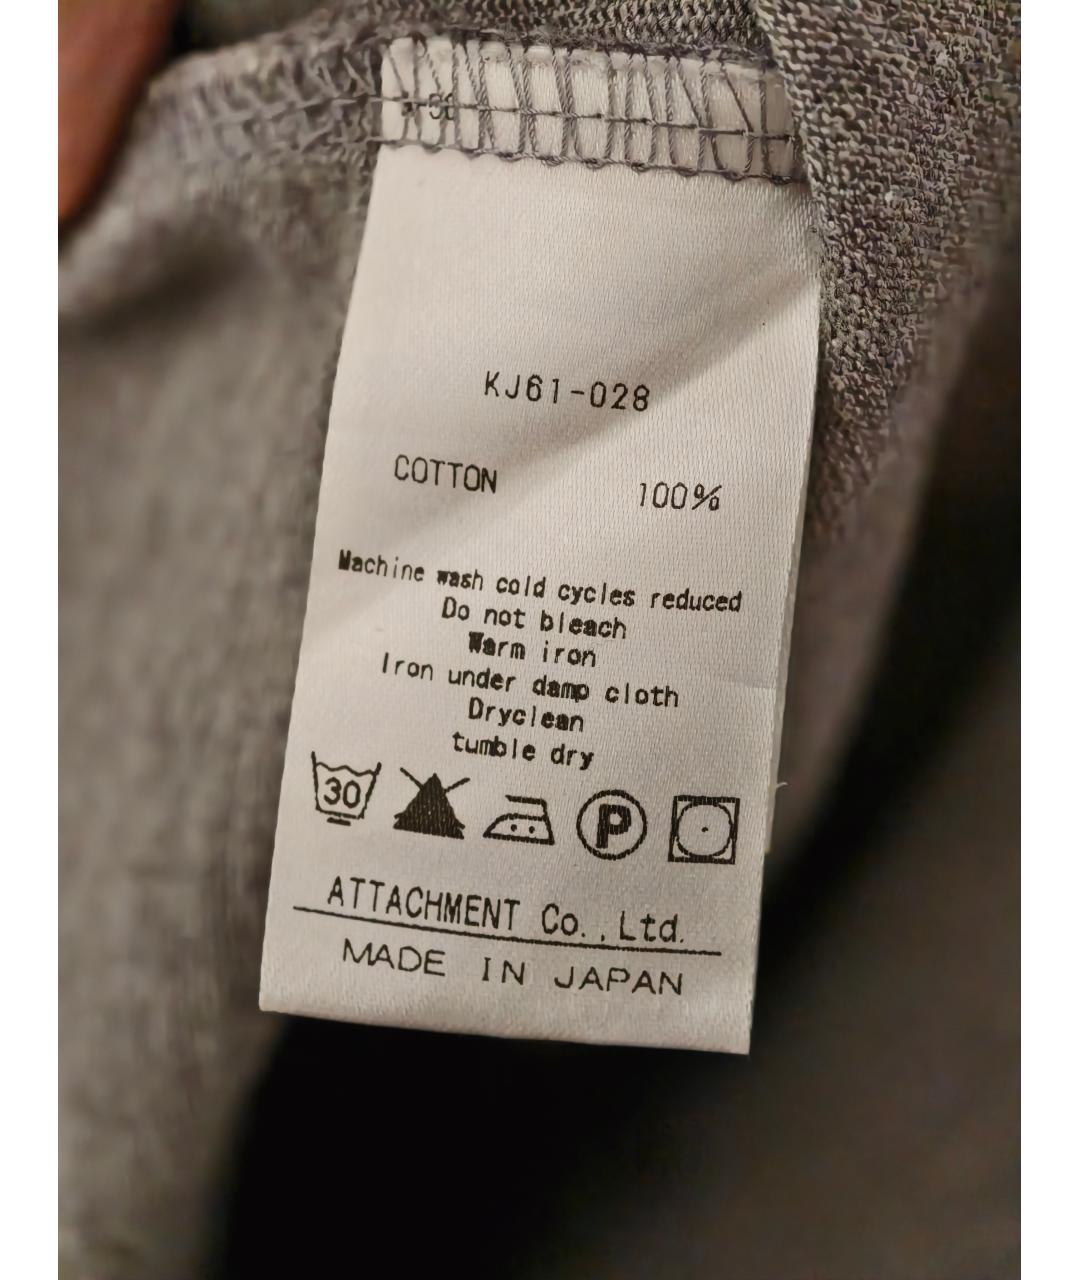 KJ61-028
COTTON 100%
Machine wash cold cycles reduced
Do not bleach
Warm iron
Iron under damp cloth
Dryclean
tumble dry
30 P
ATTACHMENT Co.,Ltd.
MADE IN JAPAN